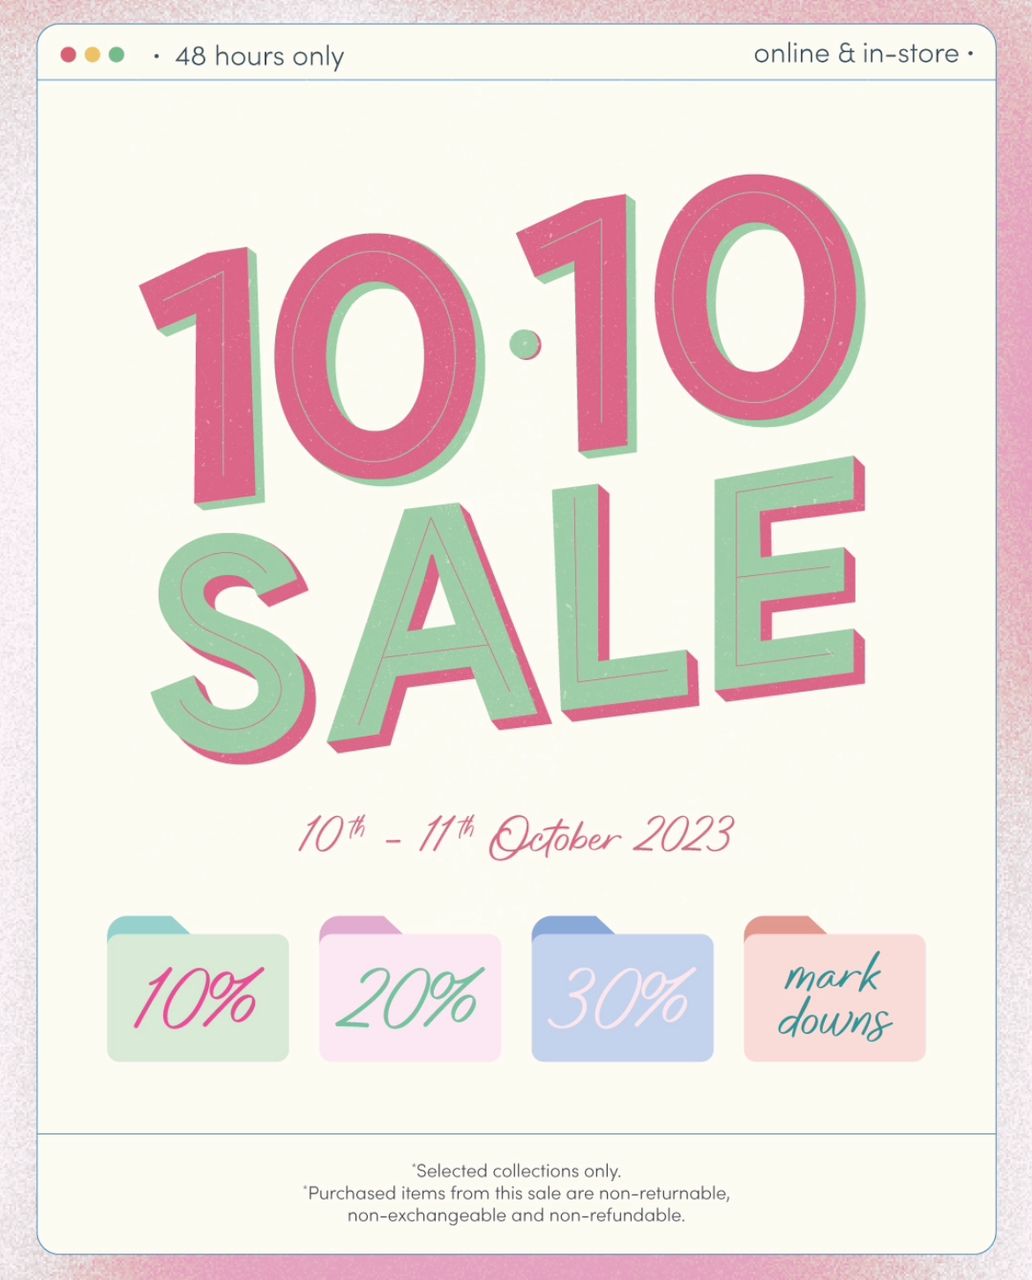 • 48 hours only
online & in-store •
10·10
SALE
10th - 11th October 2023
10%
20%
30%
mark
downs
*Selected collections only.
*Purchased items from this sale are non-returnable,
non-exchangeable and non-refundable.